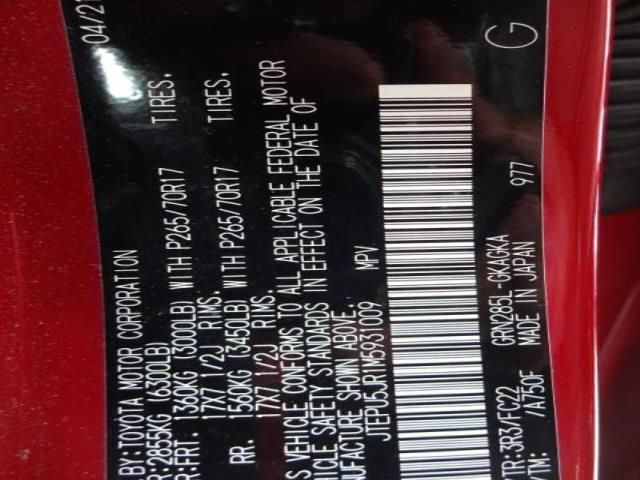 04/21
BY:TOYOTA MOTOR CORPORATION
R:2855KG (6300LB)
R:FRT. 1360KG (3000LB) WITH P265/70R17 TIRES,
17X7 1/2J RIMS.
RR. 1560KG (3450LB) WITH P265/70R17 TIRES,
17X7 1/2J RIMS.
S VEHICLE CONFORMS TO ALL APPLICABLE FEDERAL MOTOR
HICLE SAFETY STANDARDS IN EFFECT ON THE DATE OF
NUFACTURE SHOWN ABOVE.
JTEPU5JR1M5931009 MPV
/TR:3R3/FC22 GRN285L-GKAGKA
/TM: /A750F MADE IN JAPAN 977
G